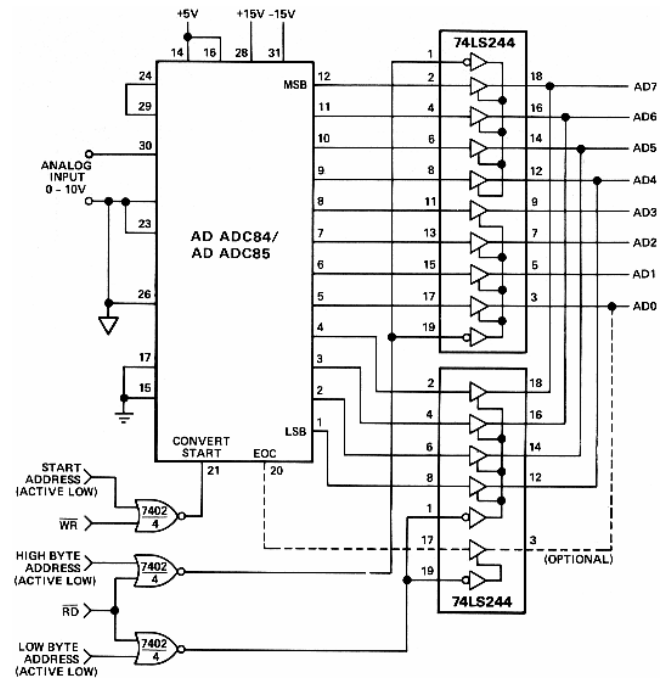 +5V
+15V -15V
14 16 28 31
74LS244
1
24
MSB
12
2
18
AD7
29
11
4
16
AD6
10
6
14
AD5
30
ANALOG
INPUT
0 – 10V
9
8
12
AD4
8
11
9
AD3
23
AD ADC84/
AD ADC85
7
13
7
AD2
6
15
5
AD1
26
5
17
3
AD0
4
19
17
3
2
18
15
2
4
16
LSB
1
6
14
CONVERT
START
EOC
8
12
21
20
1
START
ADDRESS
(ACTIVE LOW)
7402
4
WR
17
3
(OPTIONAL)
HIGH BYTE
ADDRESS
(ACTIVE LOW)
7402
4
19
RD
74LS244
LOW BYTE
ADDRESS
(ACTIVE LOW)
7402
4